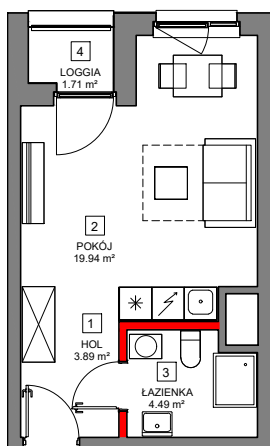 4
LOGGIA
1.71 m²
2
POKÓJ
19.94 m²
1
HOL
3.89 m²
3
ŁAZIENKA
4.49 m²